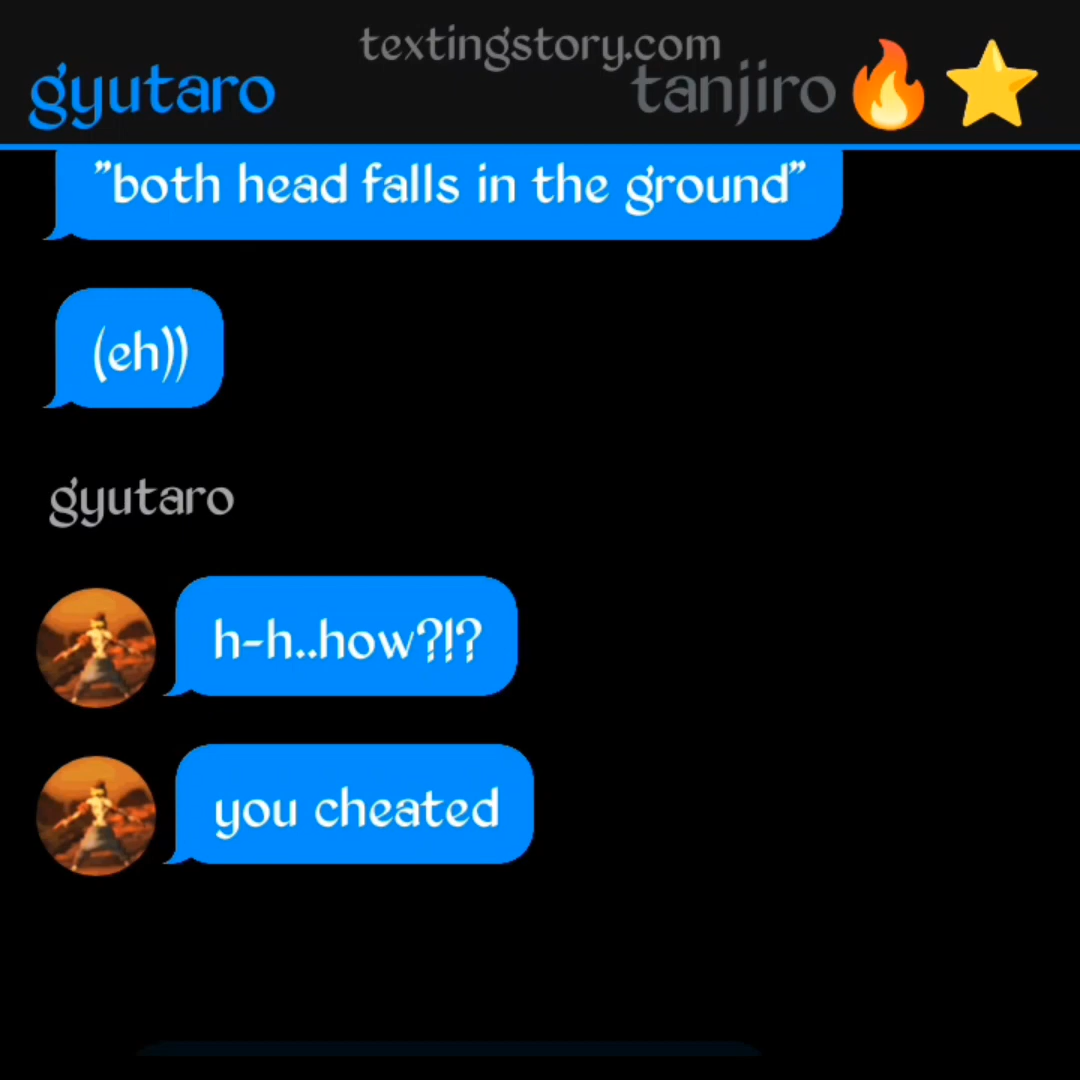 textingstory.com
gyutaro tanjiro🔥⭐
"both head falls in the ground"
(eh))
gyutaro
h-h..how?!?
you cheated